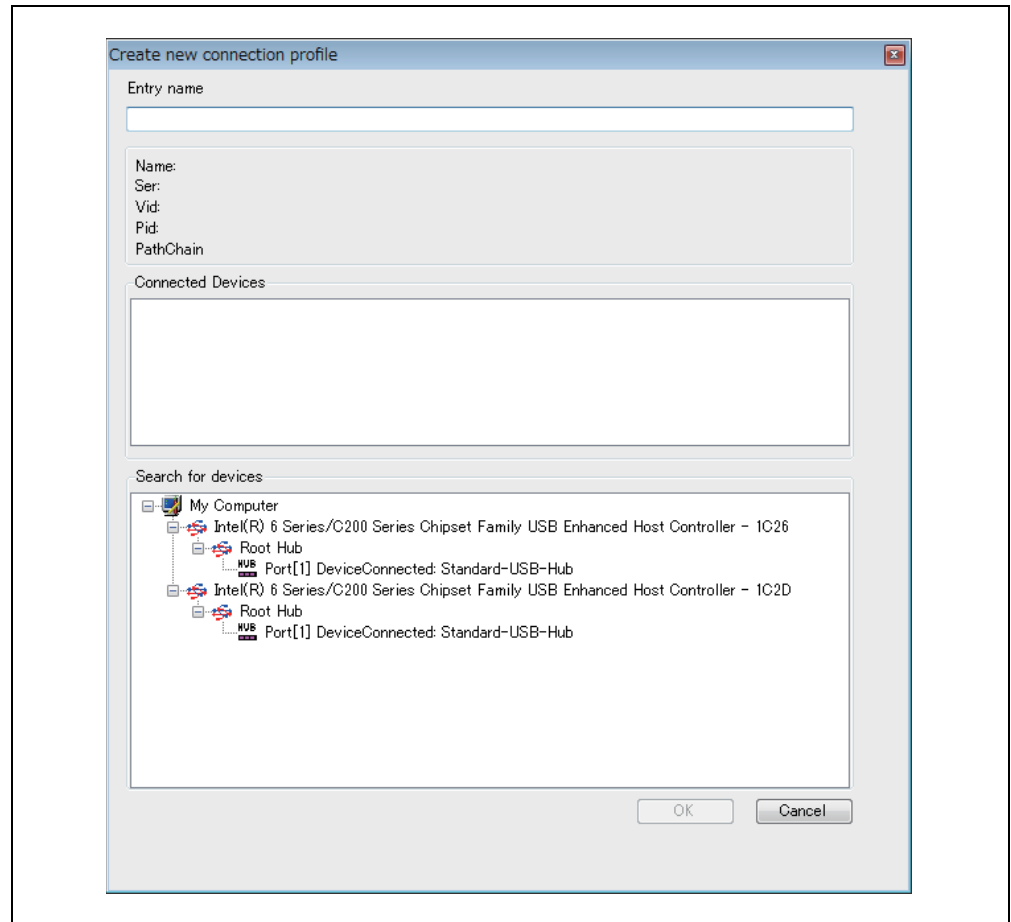 Create new connection profile
Entry name
Name:
Ser:
Vid:
Pid:
PathChain
Connected Devices
Search for devices
My Computer
Intel(R) 6 Series/C200 Series Chipset Family USB Enhanced Host Controller - 1C26
Root Hub
HUB Port[1] DeviceConnected: Standard-USB-Hub
Intel(R) 6 Series/C200 Series Chipset Family USB Enhanced Host Controller - 1C2D
Root Hub
HUB Port[1] DeviceConnected: Standard-USB-Hub
OK Cancel